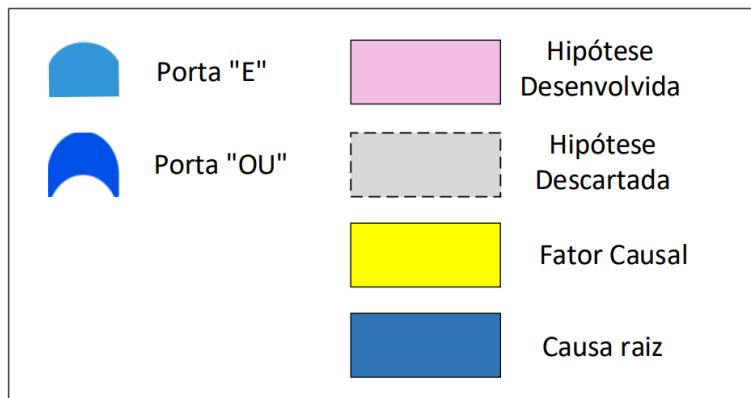 Porta "E"
Hipótese
Desenvolvida
Porta "OU"
Hipótese
Descartada
Fator Causal
Causa raiz